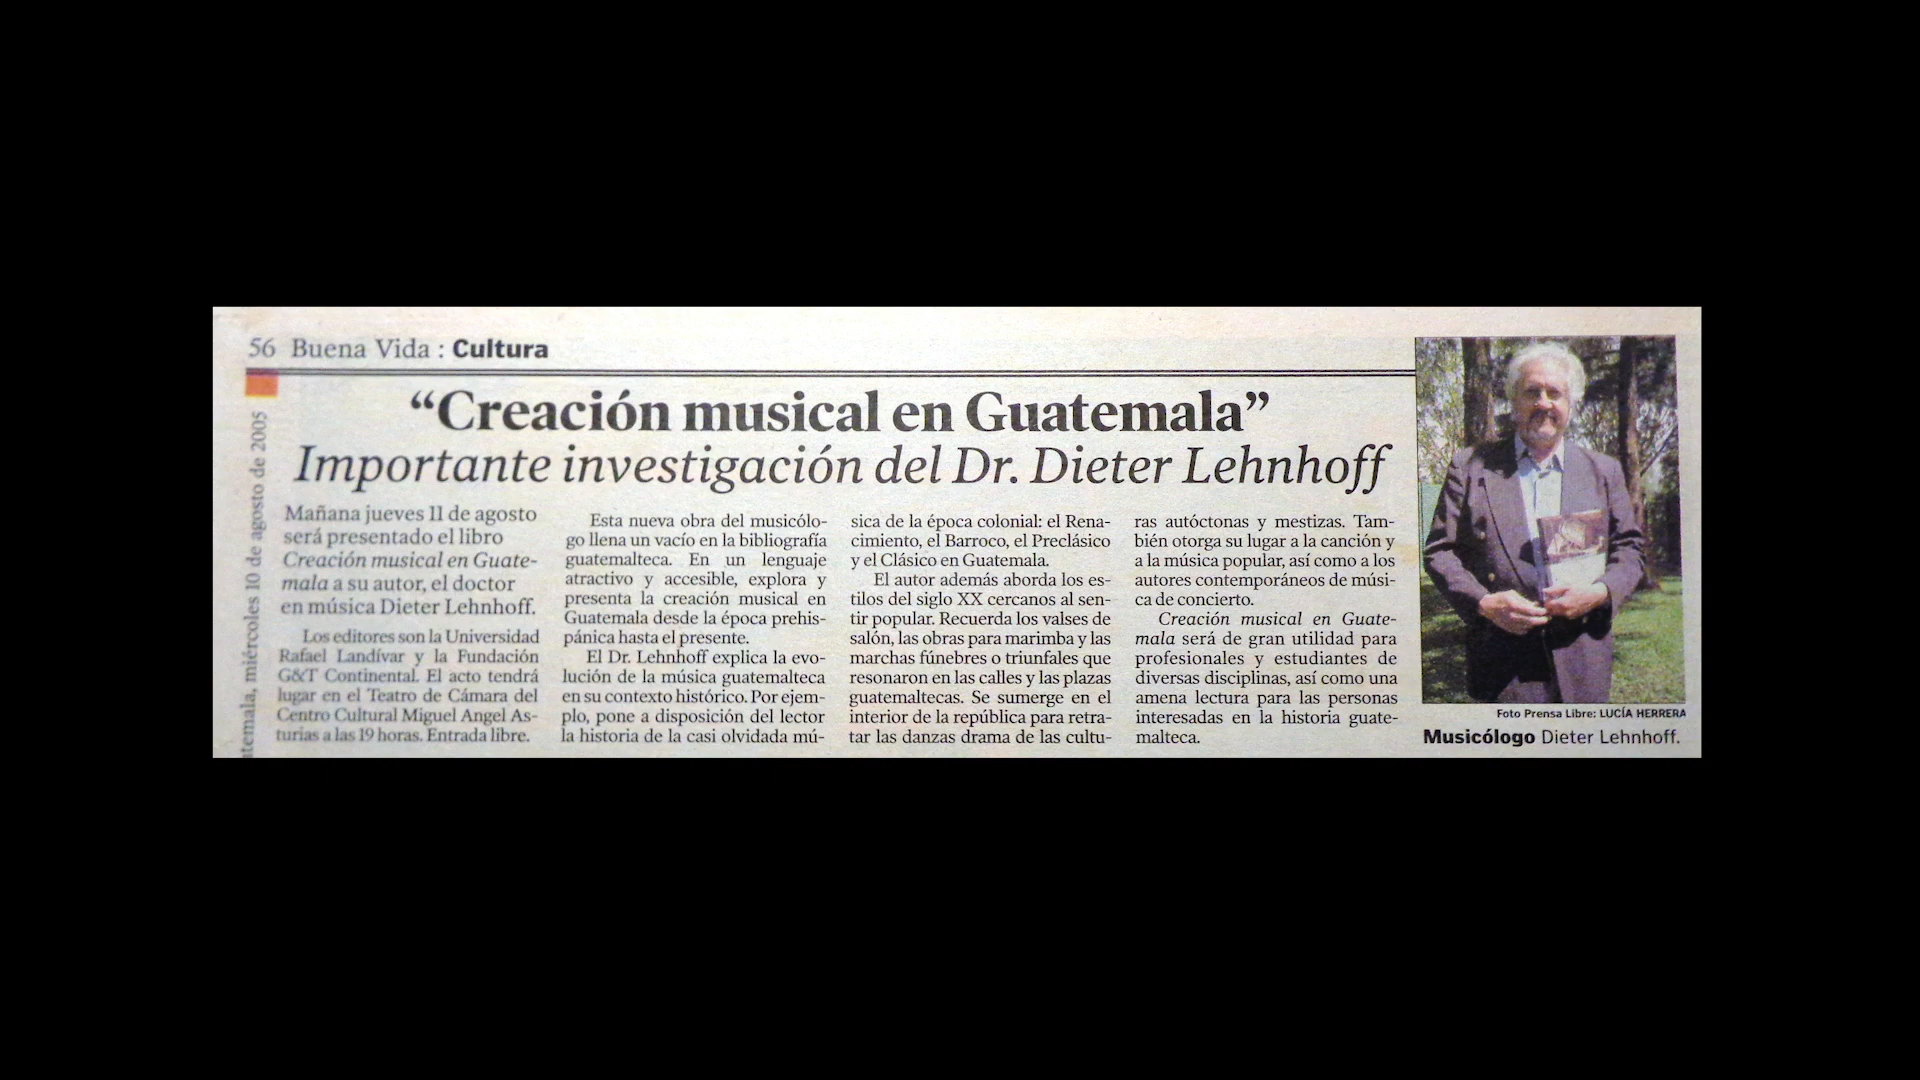 56 Buena Vida : Cultura
miércoles 10 de agosto de 2005
“Creación musical en Guatemala”
Importante investigación del Dr. Dieter Lehnhoff
Mañana jueves 11 de agosto
será presentado el libro
Creación musical en Guate-
mala a su autor, el doctor
en música Dieter Lehnhoff.
Los editores son la Universidad
Rafael Landívar y la Fundación
G&T Continental. El acto tendrá
lugar en el Teatro de Cámara del
Centro Cultural Miguel Angel As-
turias a las 19 horas. Entrada libre.
Esta nueva obra del musicólo-
go llena un vacío en la bibliografía
guatemalteca. En un lenguaje
atractivo y accesible, explora y
presenta la creación musical en
Guatemala desde la época prehis-
pánica hasta el presente.
El Dr. Lehnhoff explica la evo-
lución de la música guatemalteca
en su contexto histórico. Por ejem-
plo, pone a disposición del lector
la historia de la casi olvidada mú-
sica de la época colonial: el Rena-
cimiento, el Barroco, el Preclásico
y el Clásico en Guatemala.
El autor además aborda los es-
tilos del siglo XX cercanos al sen-
tir popular. Recuerda los valses de
salón, las obras para marimba y las
marchas fúnebres o triunfales que
resonaron en las calles y las plazas
guatemaltecas. Se sumerge en el
interior de la república para retra-
tar las danzas drama de las cultu-
ras autóctonas y mestizas. Tam-
bién otorga su lugar a la canción y
a la música popular, así como a los
autores contemporáneos de músi-
ca de concierto.
Creación musical en Guate-
mala será de gran utilidad para
profesionales y estudiantes de
diversas disciplinas, así como una
amena lectura para las personas
interesadas en la historia guate-
malteca.
Foto Prensa Libre: LUCÍA HERRERA
Musicólogo Dieter Lehnhoff.